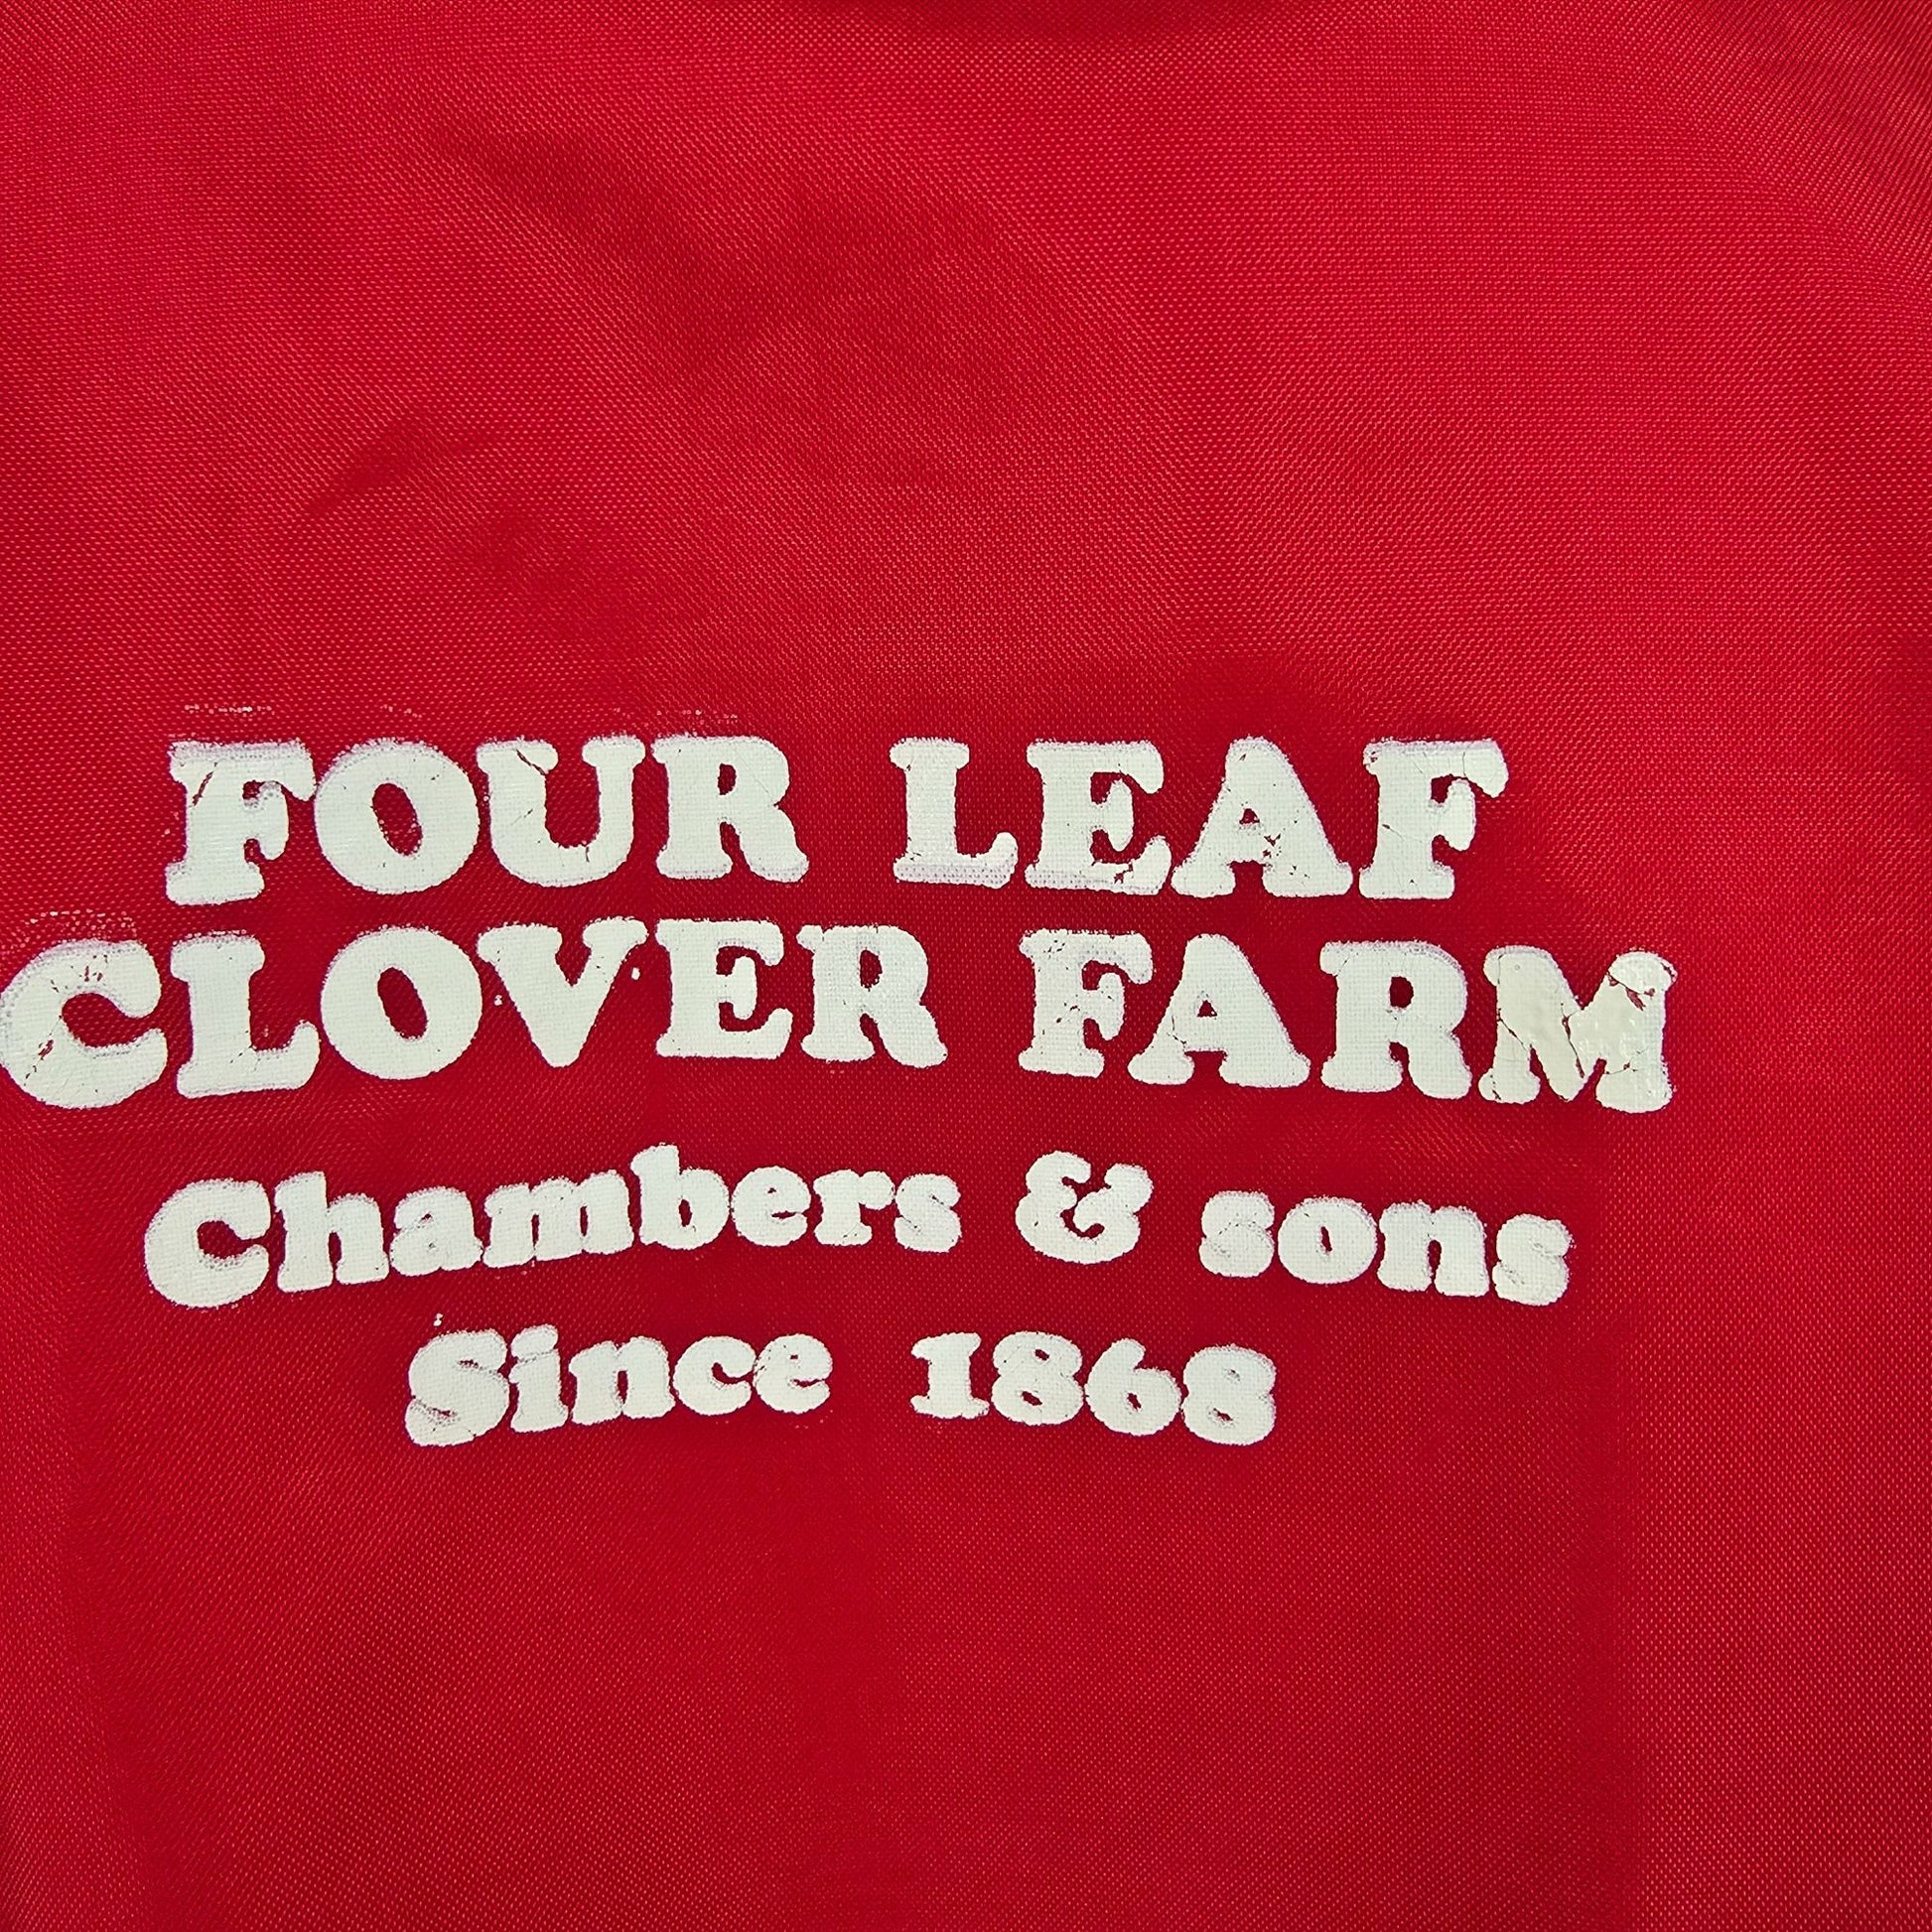 FOUR LEAF
CLOVER FARM
Chambers & sons
Since 1868